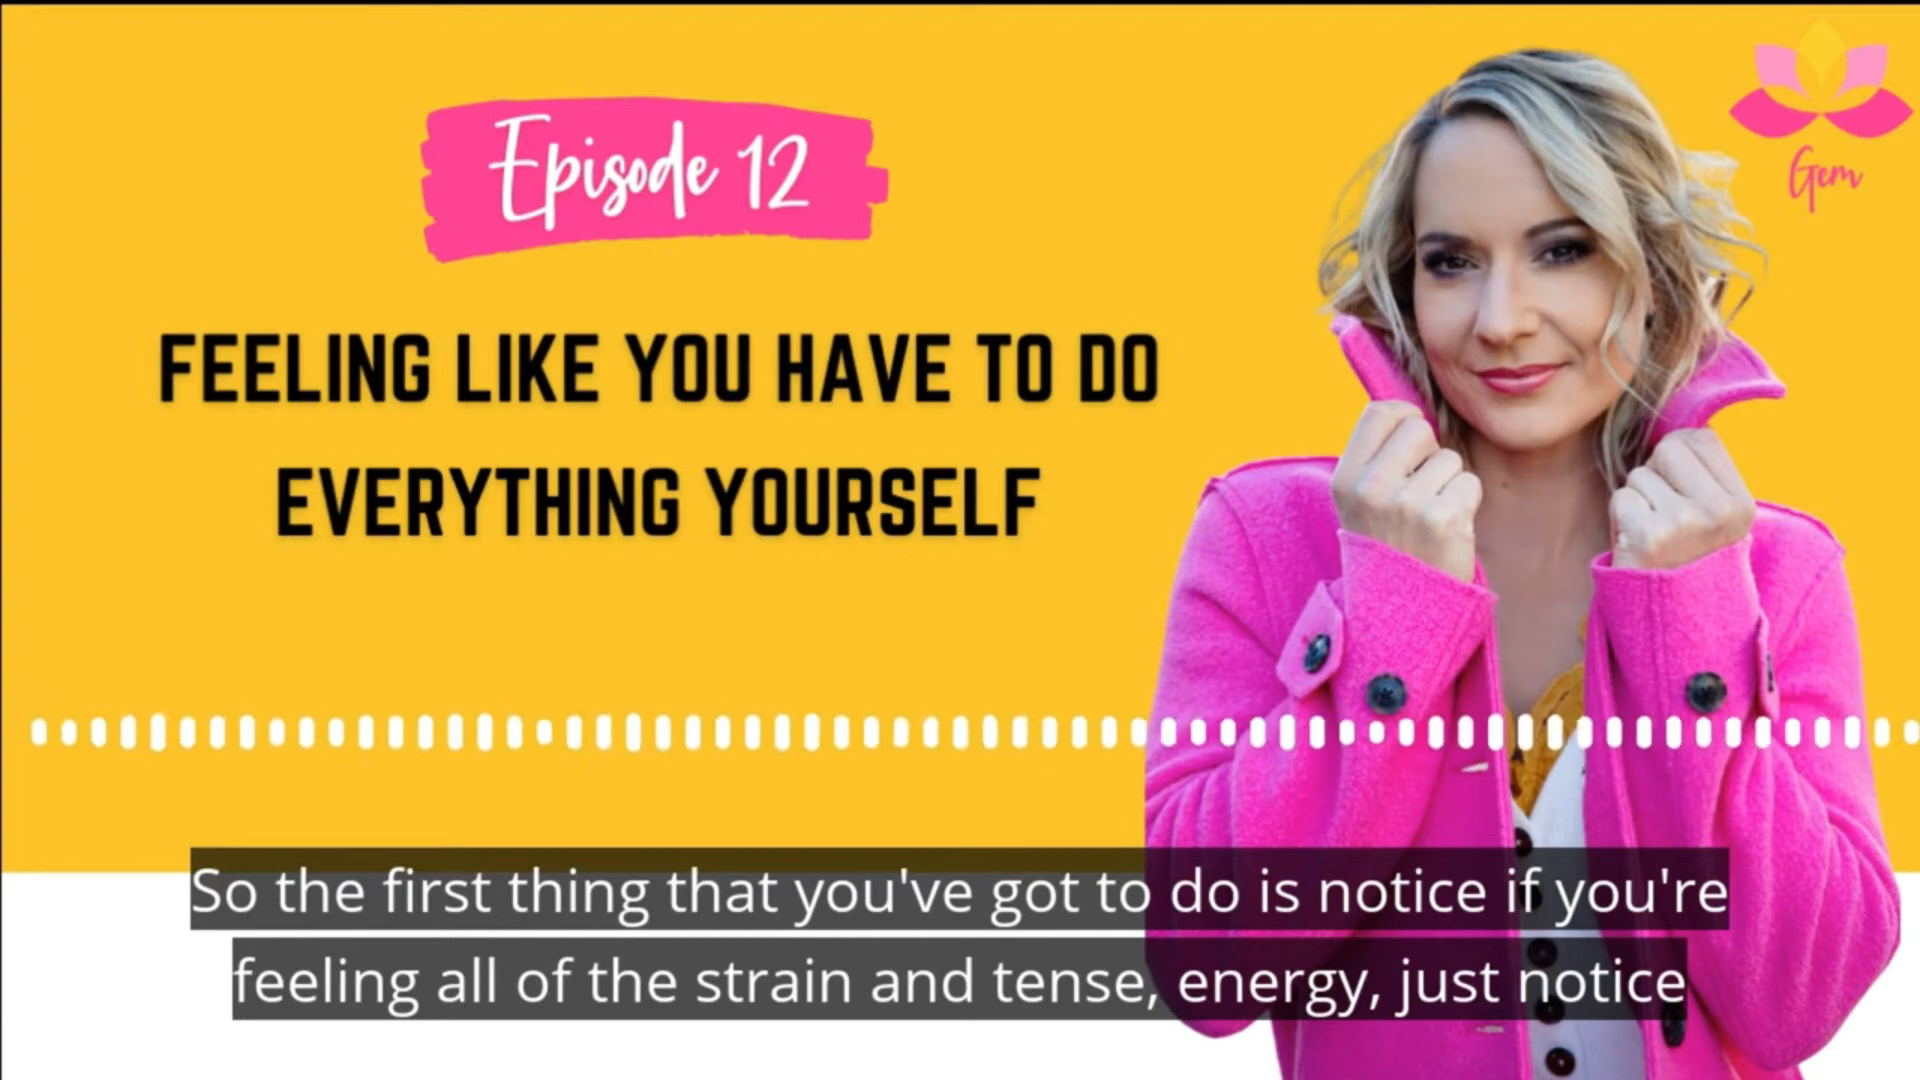 Episode 12
Gem
FEELING LIKE YOU HAVE TO DO
EVERYTHING YOURSELF
So the first thing that you've got to do is notice if you're
feeling all of the strain and tense, energy, just notice